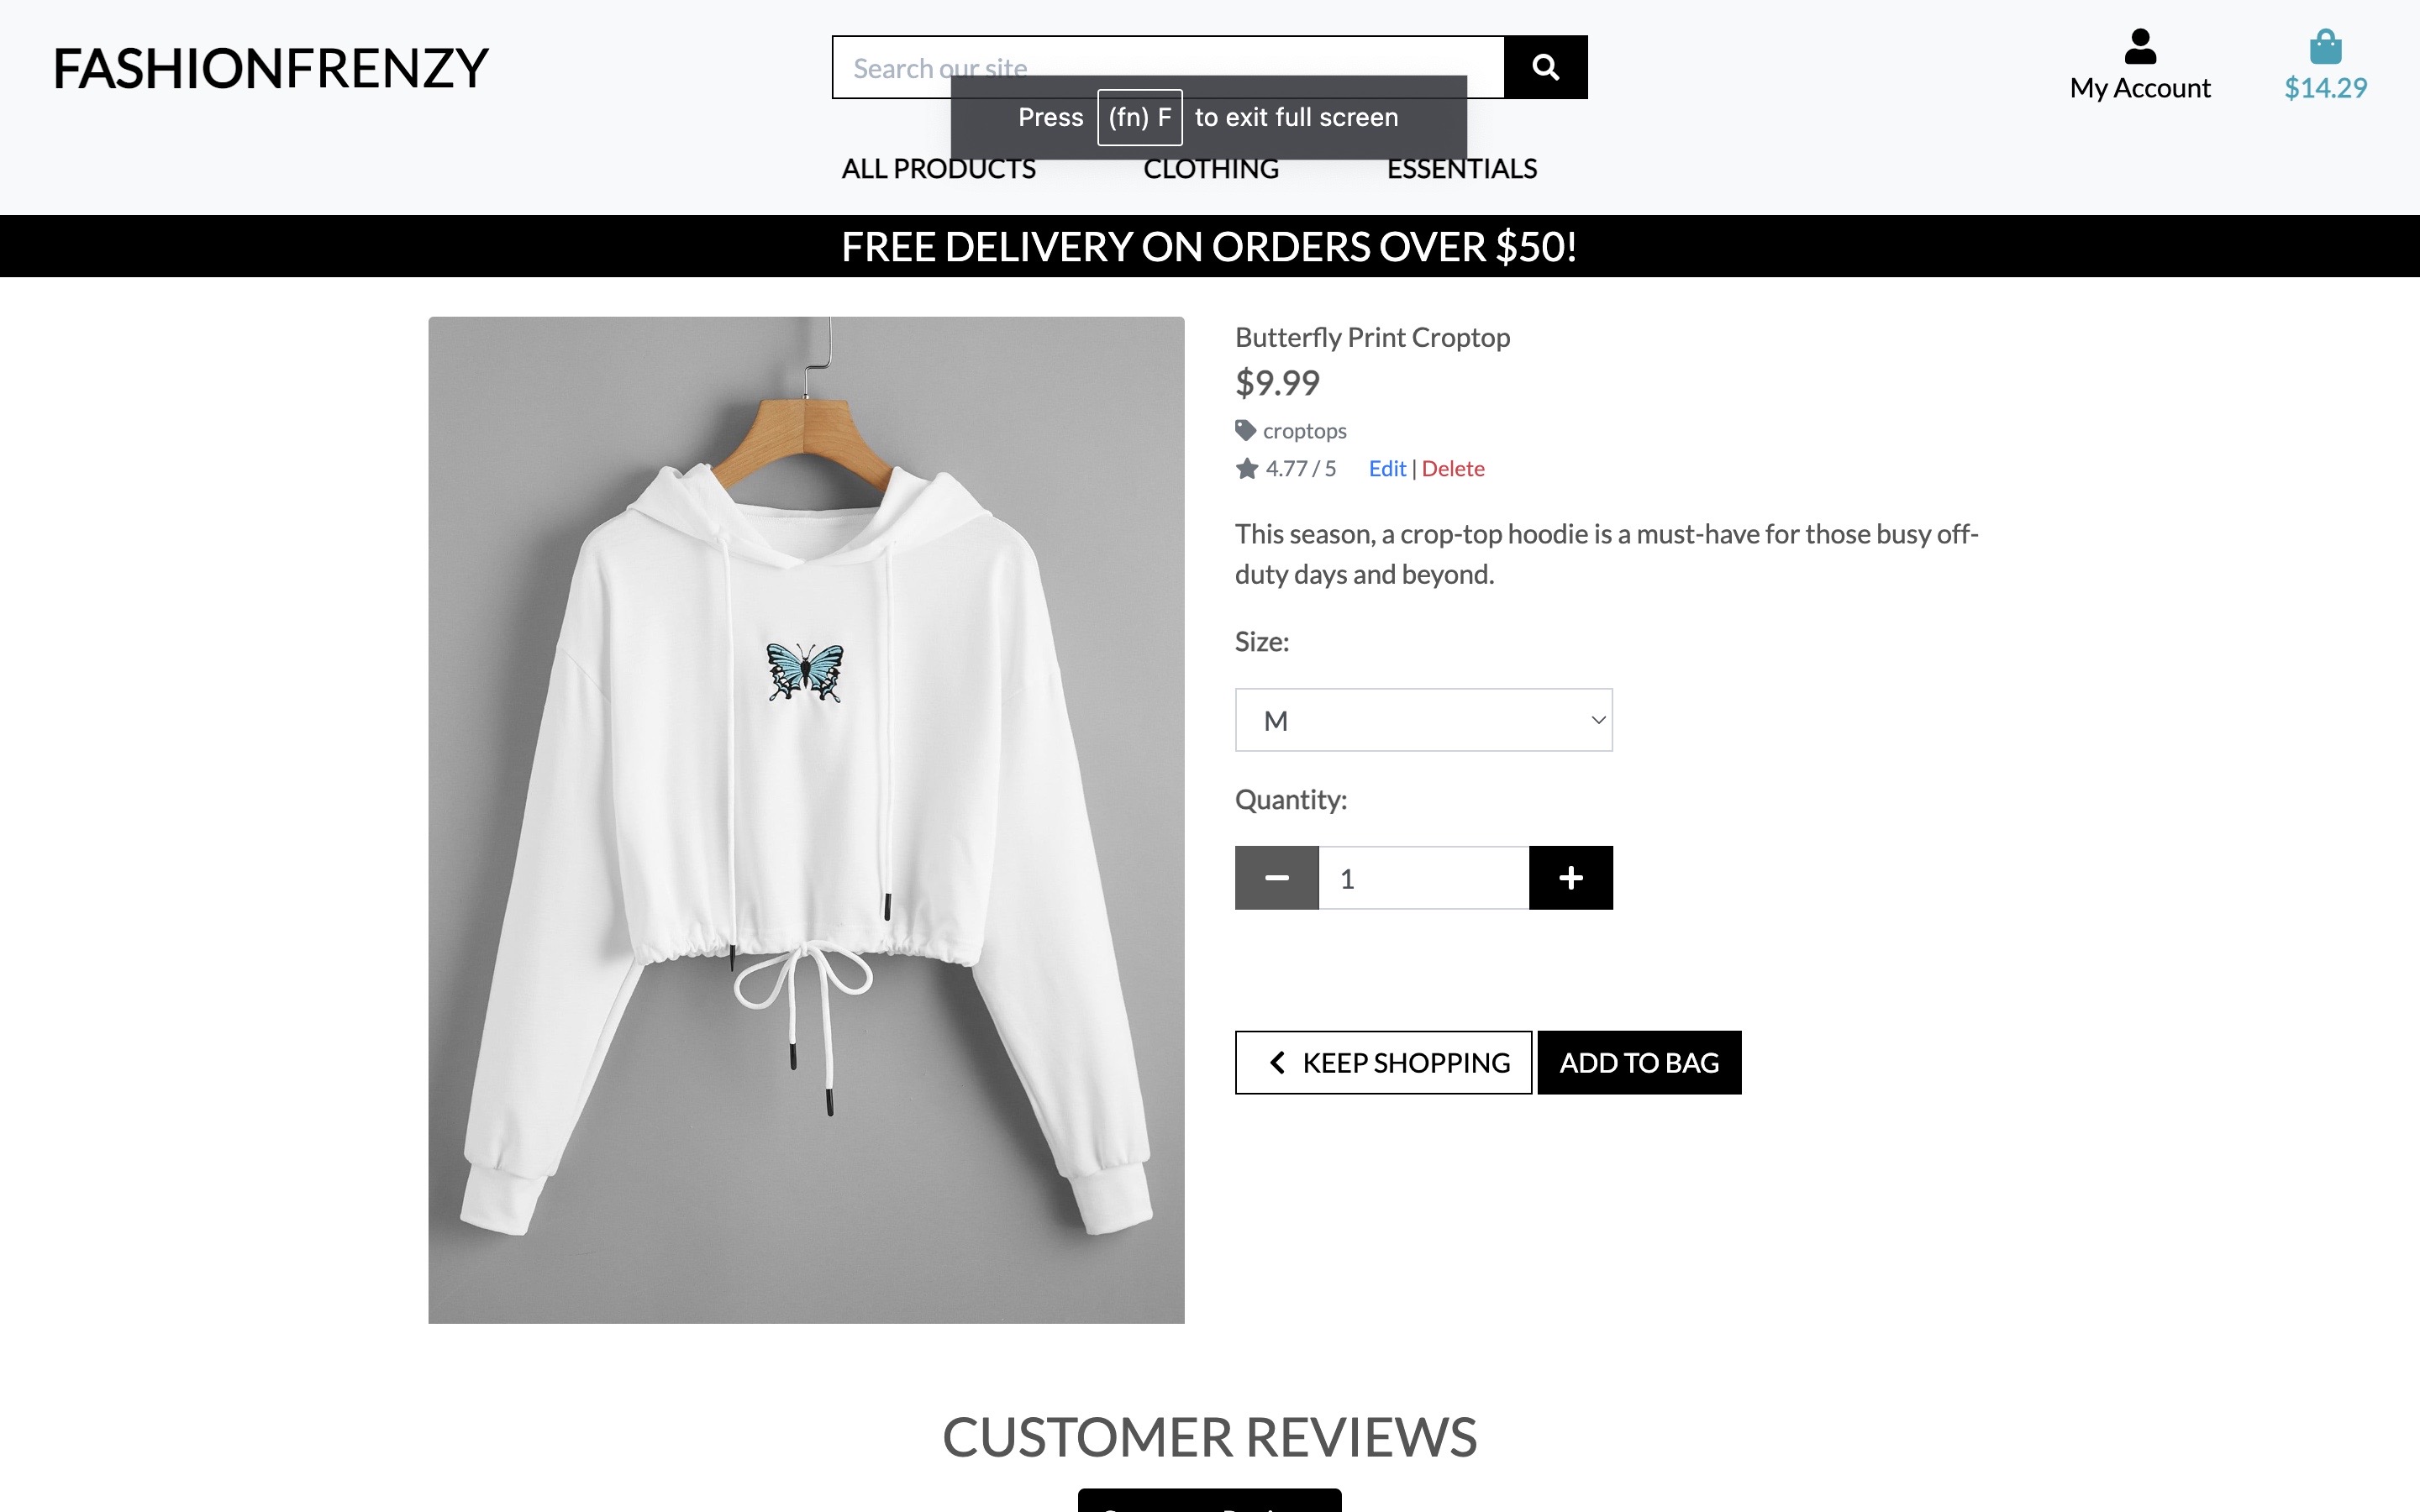 FASHIONFRENZY
Search our site
My Account
$14.29
Press (fn) F to exit full screen
ALL PRODUCTS CLOTHING ESSENTIALS
FREE DELIVERY ON ORDERS OVER $50!
Butterfly Print Croptop
$9.99
croptops
4.77 / 5 Edit | Delete
This season, a crop-top hoodie is a must-have for those busy off-
duty days and beyond.
Size:
M
Quantity:
1
KEEP SHOPPING ADD TO BAG
CUSTOMER REVIEWS